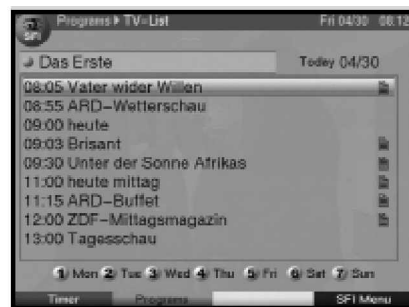 Programs TV-List Fri 04/30 08:12
SFI
Das Erste Today 04/30
08:05 Vater wider Willen
08:55 ARD-Wetterschau
09:00 heute
09:03 Brisant
09:30 Unter der Sonne Afrikas
11:00 heute mittag
11:15 ARD-Buffet
12:00 ZDF-Mittagsmagazin
13:00 Tagesschau
1 Mon 2 Tue 3 Wed 4 Thu 5 Fri 6 Sat 7 Sun
Timer Programs SFI Menu